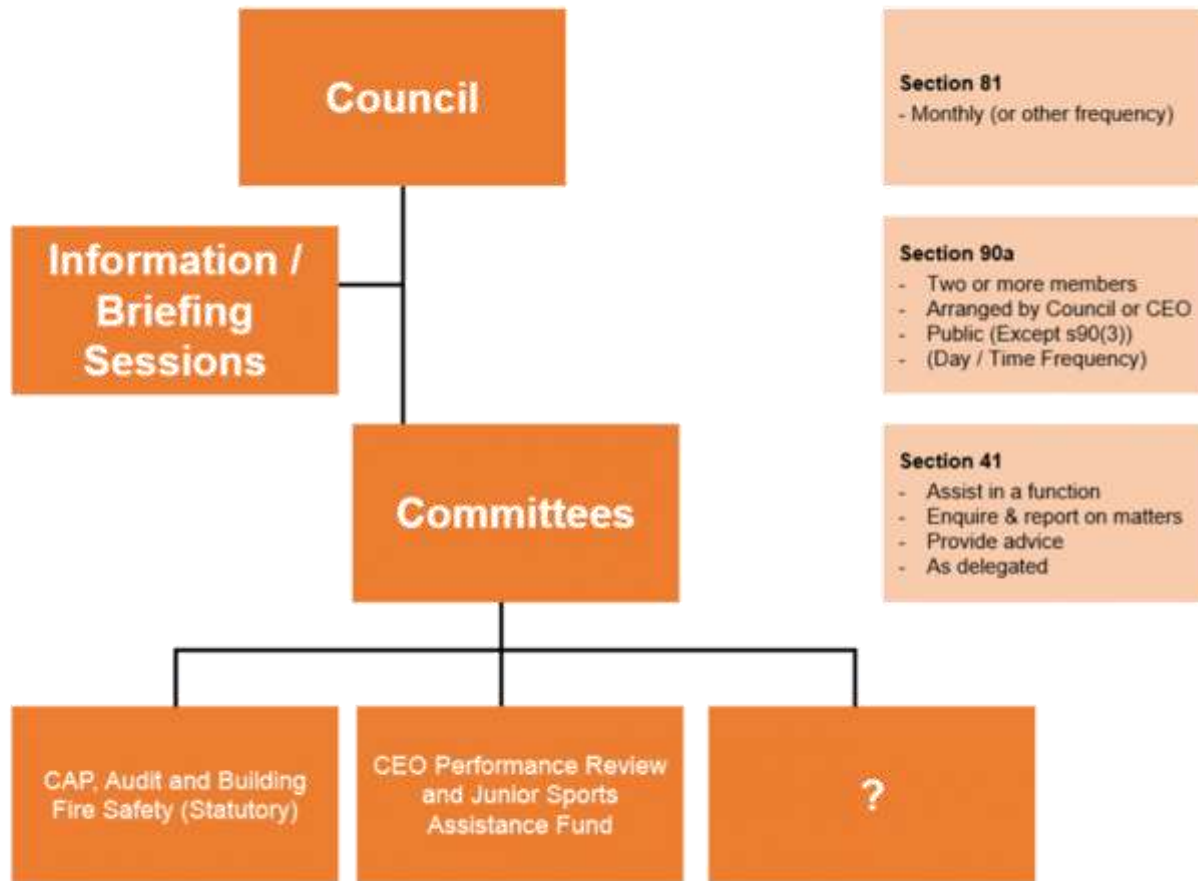 Council
Section 81
- Monthly (or other frequency)
Information /
Briefing
Sessions
Section 90a
- Two or more members
- Arranged by Council or CEO
- Public (Except s90(3))
- (Day / Time Frequency)
Committees
Section 41
- Assist in a function
- Enquire & report on matters
- Provide advice
- As delegated
CAP, Audit and Building
Fire Safety (Statutory)
CEO Performance Review
and Junior Sports
Assistance Fund
?